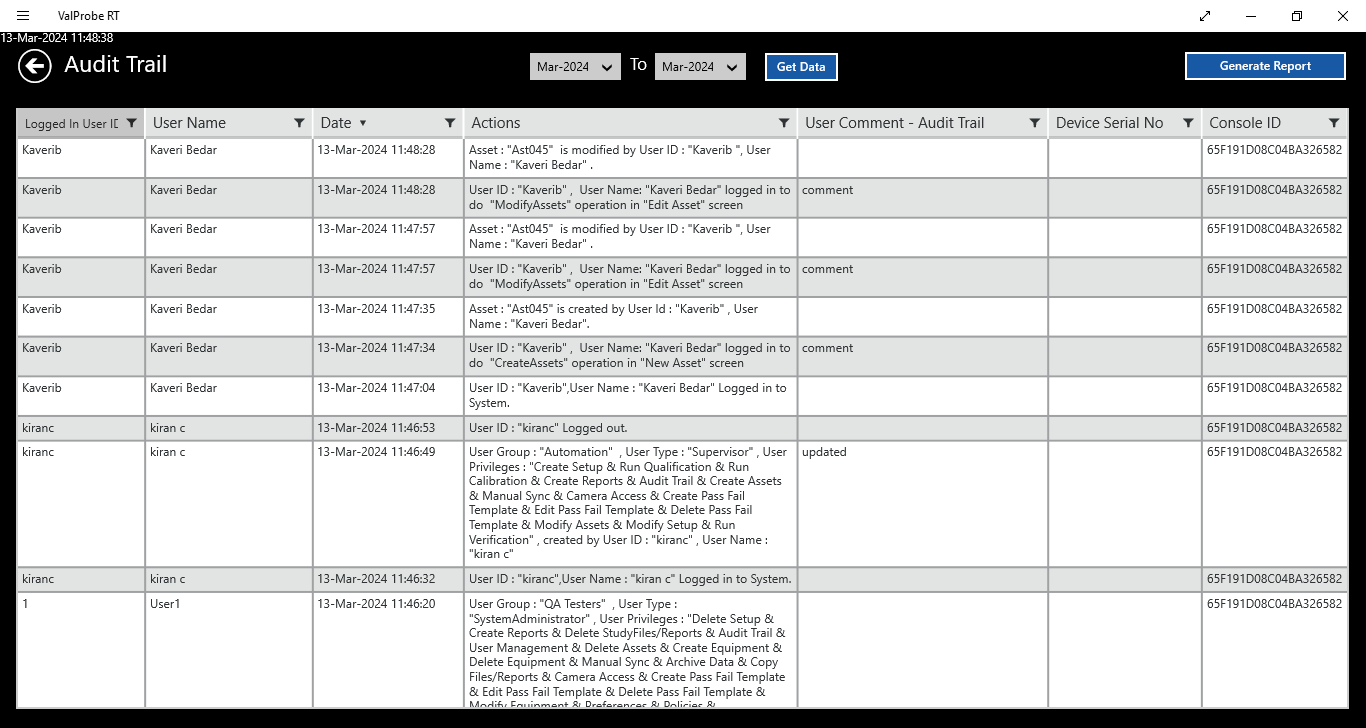 ValProbe RT
13-Mar-2024 11:48:38
Audit Trail
Mar-2024 To Mar-2024 Get Data Generate Report
Logged In User ID User Name Date Actions User Comment - Audit Trail Device Serial No Console ID
Kaverib Kaveri Bedar 13-Mar-2024 11:48:28 Asset : "Ast045"  is modified by User ID : "Kaverib ", User 65F191D08C04BA326582
Name : "Kaveri Bedar" .
Kaverib Kaveri Bedar 13-Mar-2024 11:48:28 User ID : "Kaverib" ,  User Name: "Kaveri Bedar" logged in to comment 65F191D08C04BA326582
do  "ModifyAssets" operation in "Edit Asset" screen
Kaverib Kaveri Bedar 13-Mar-2024 11:47:57 Asset : "Ast045"  is modified by User ID : "Kaverib ", User 65F191D08C04BA326582
Name : "Kaveri Bedar" .
Kaverib Kaveri Bedar 13-Mar-2024 11:47:57 User ID : "Kaverib" ,  User Name: "Kaveri Bedar" logged in to comment 65F191D08C04BA326582
do  "ModifyAssets" operation in "Edit Asset" screen
Kaverib Kaveri Bedar 13-Mar-2024 11:47:35 Asset : "Ast045" is created by User Id : "Kaverib" , User 65F191D08C04BA326582
Name : "Kaveri Bedar".
Kaverib Kaveri Bedar 13-Mar-2024 11:47:34 User ID : "Kaverib" ,  User Name: "Kaveri Bedar" logged in to comment 65F191D08C04BA326582
do  "CreateAssets" operation in "New Asset" screen
Kaverib Kaveri Bedar 13-Mar-2024 11:47:04 User ID : "Kaverib",User Name : "Kaveri Bedar" Logged in to 65F191D08C04BA326582
System.
kiranc kiran c 13-Mar-2024 11:46:53 User ID : "kiranc" Logged out. 65F191D08C04BA326582
kiranc kiran c 13-Mar-2024 11:46:49 User Group : "Automation"  , User Type : "Supervisor" , User updated 65F191D08C04BA326582
Privileges : "Create Setup & Run Qualification & Run
Calibration & Create Reports & Audit Trail & Create Assets
& Manual Sync & Camera Access & Create Pass Fail
Template & Edit Pass Fail Template & Delete Pass Fail
Template & Modify Assets & Modify Setup & Run
Verification" , created by User ID : "kiranc" , User Name :
"kiran c"
kiranc kiran c 13-Mar-2024 11:46:32 User ID : "kiranc",User Name : "kiran c" Logged in to System. 65F191D08C04BA326582
1 User1 13-Mar-2024 11:46:20 User Group : "QA Testers"  , User Type : 65F191D08C04BA326582
"SystemAdministrator" , User Privileges : "Delete Setup &
Create Reports & Delete StudyFiles/Reports & Audit Trail &
User Management & Delete Assets & Create Equipment &
Delete Equipment & Manual Sync & Archive Data & Copy
Files/Reports & Camera Access & Create Pass Fail Template
& Edit Pass Fail Template & Delete Pass Fail Template &
Modify Equipment & Preferences & Policies &